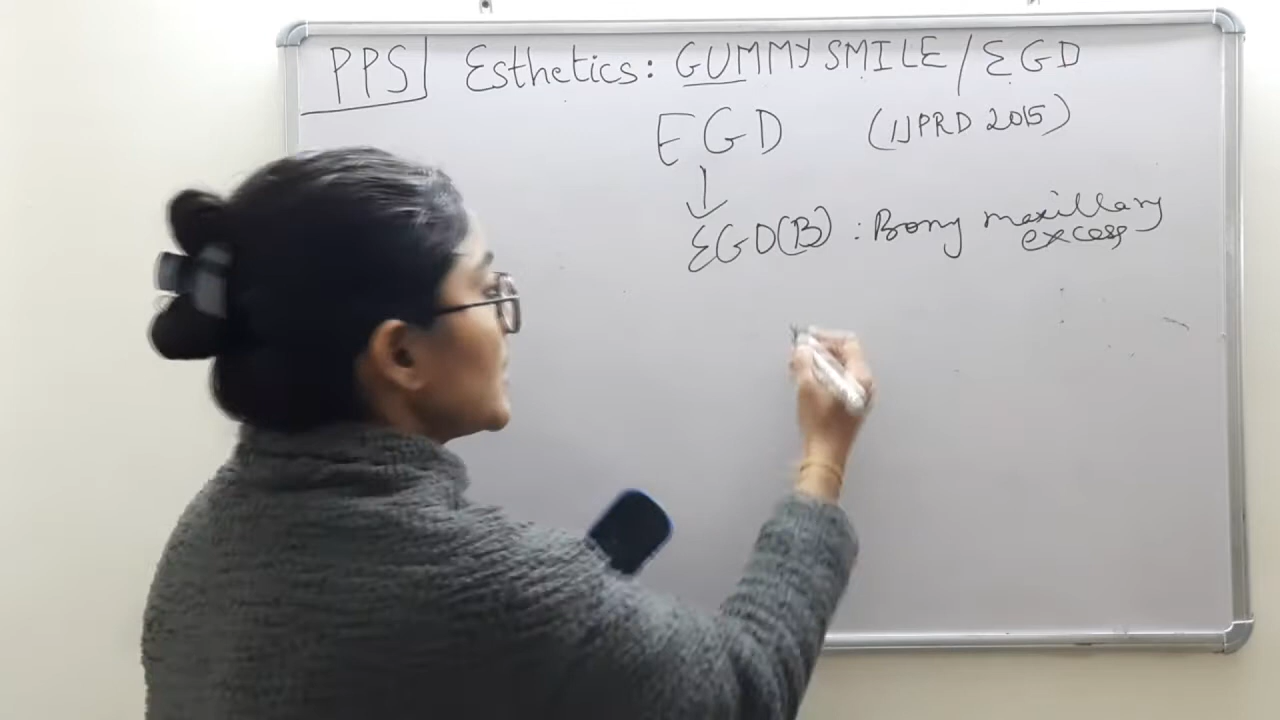 PPS Esthetics: GUMMY SMILE / EGD
EGD (IJPRD 2015)
↓
EGD(B) : Bony maxillary
excess